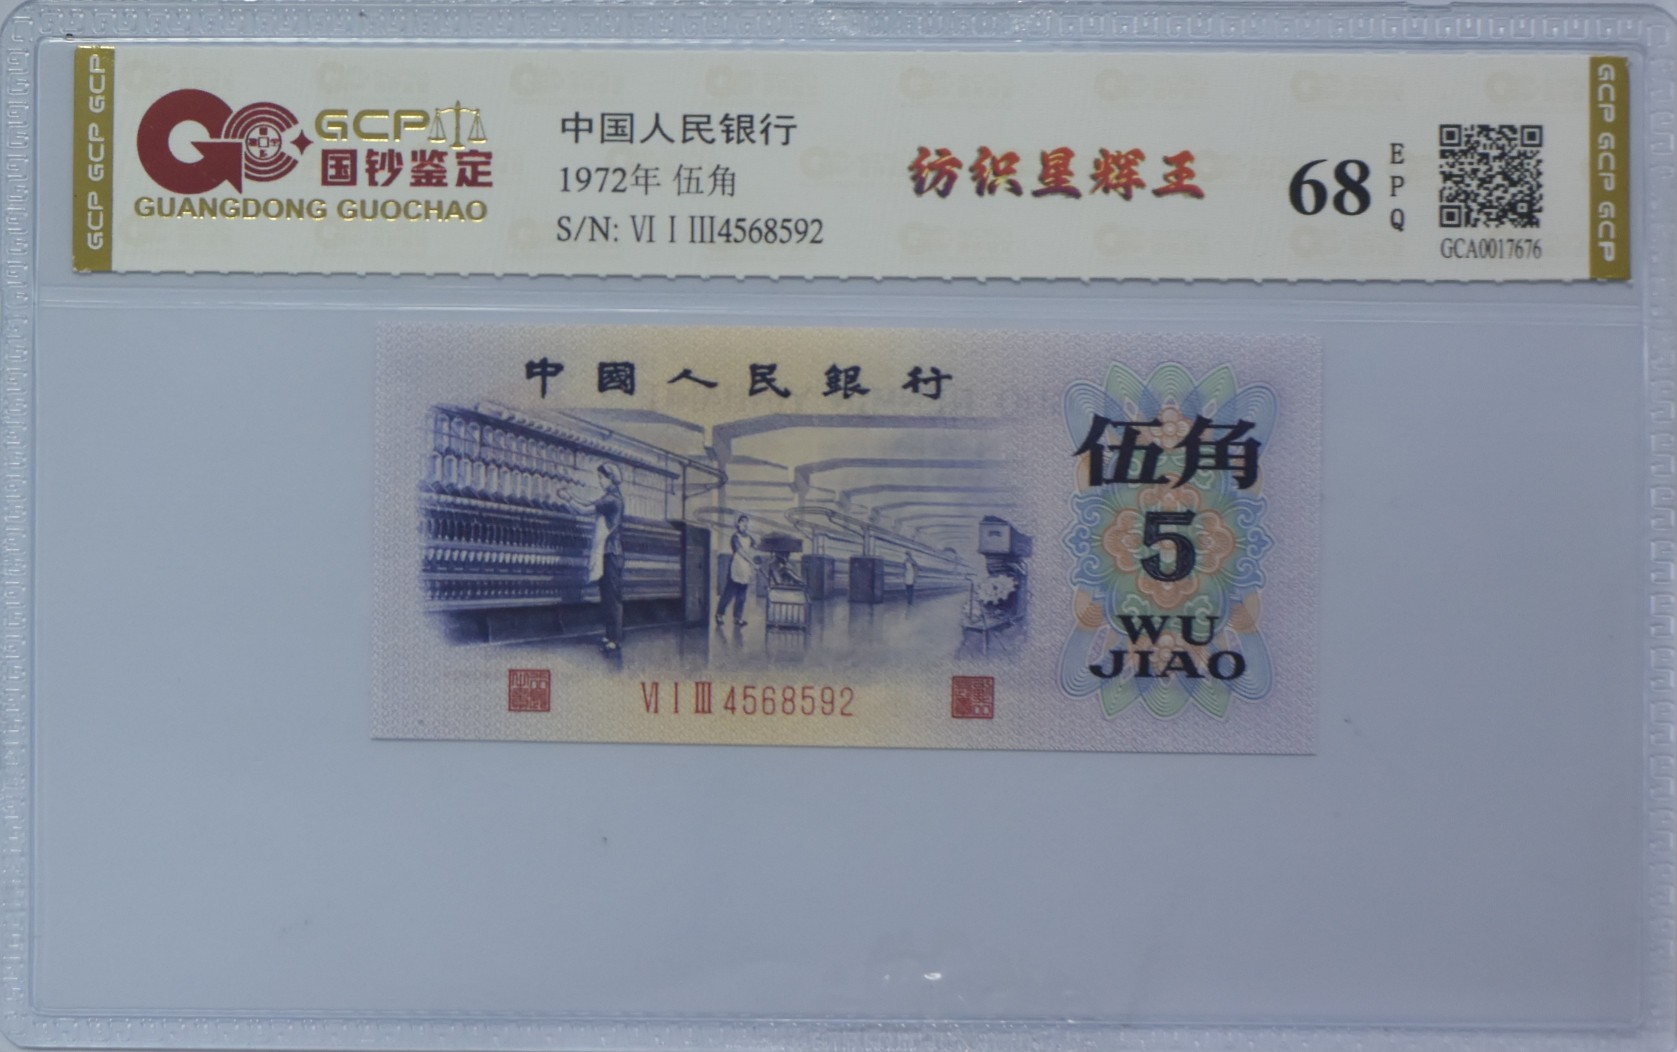 GCP GCP GCP
GCP
国钞鉴定
GUANGDONG GUOCHAO
中国人民银行
1972年 伍角
S/N: Ⅵ Ⅰ Ⅲ4568592
纺织星辉王
68
EPQ
GCA0017676
GCP GCP GCP
中國人民銀行
伍角
5
WU
JIAO
Ⅵ Ⅰ Ⅲ 4568592